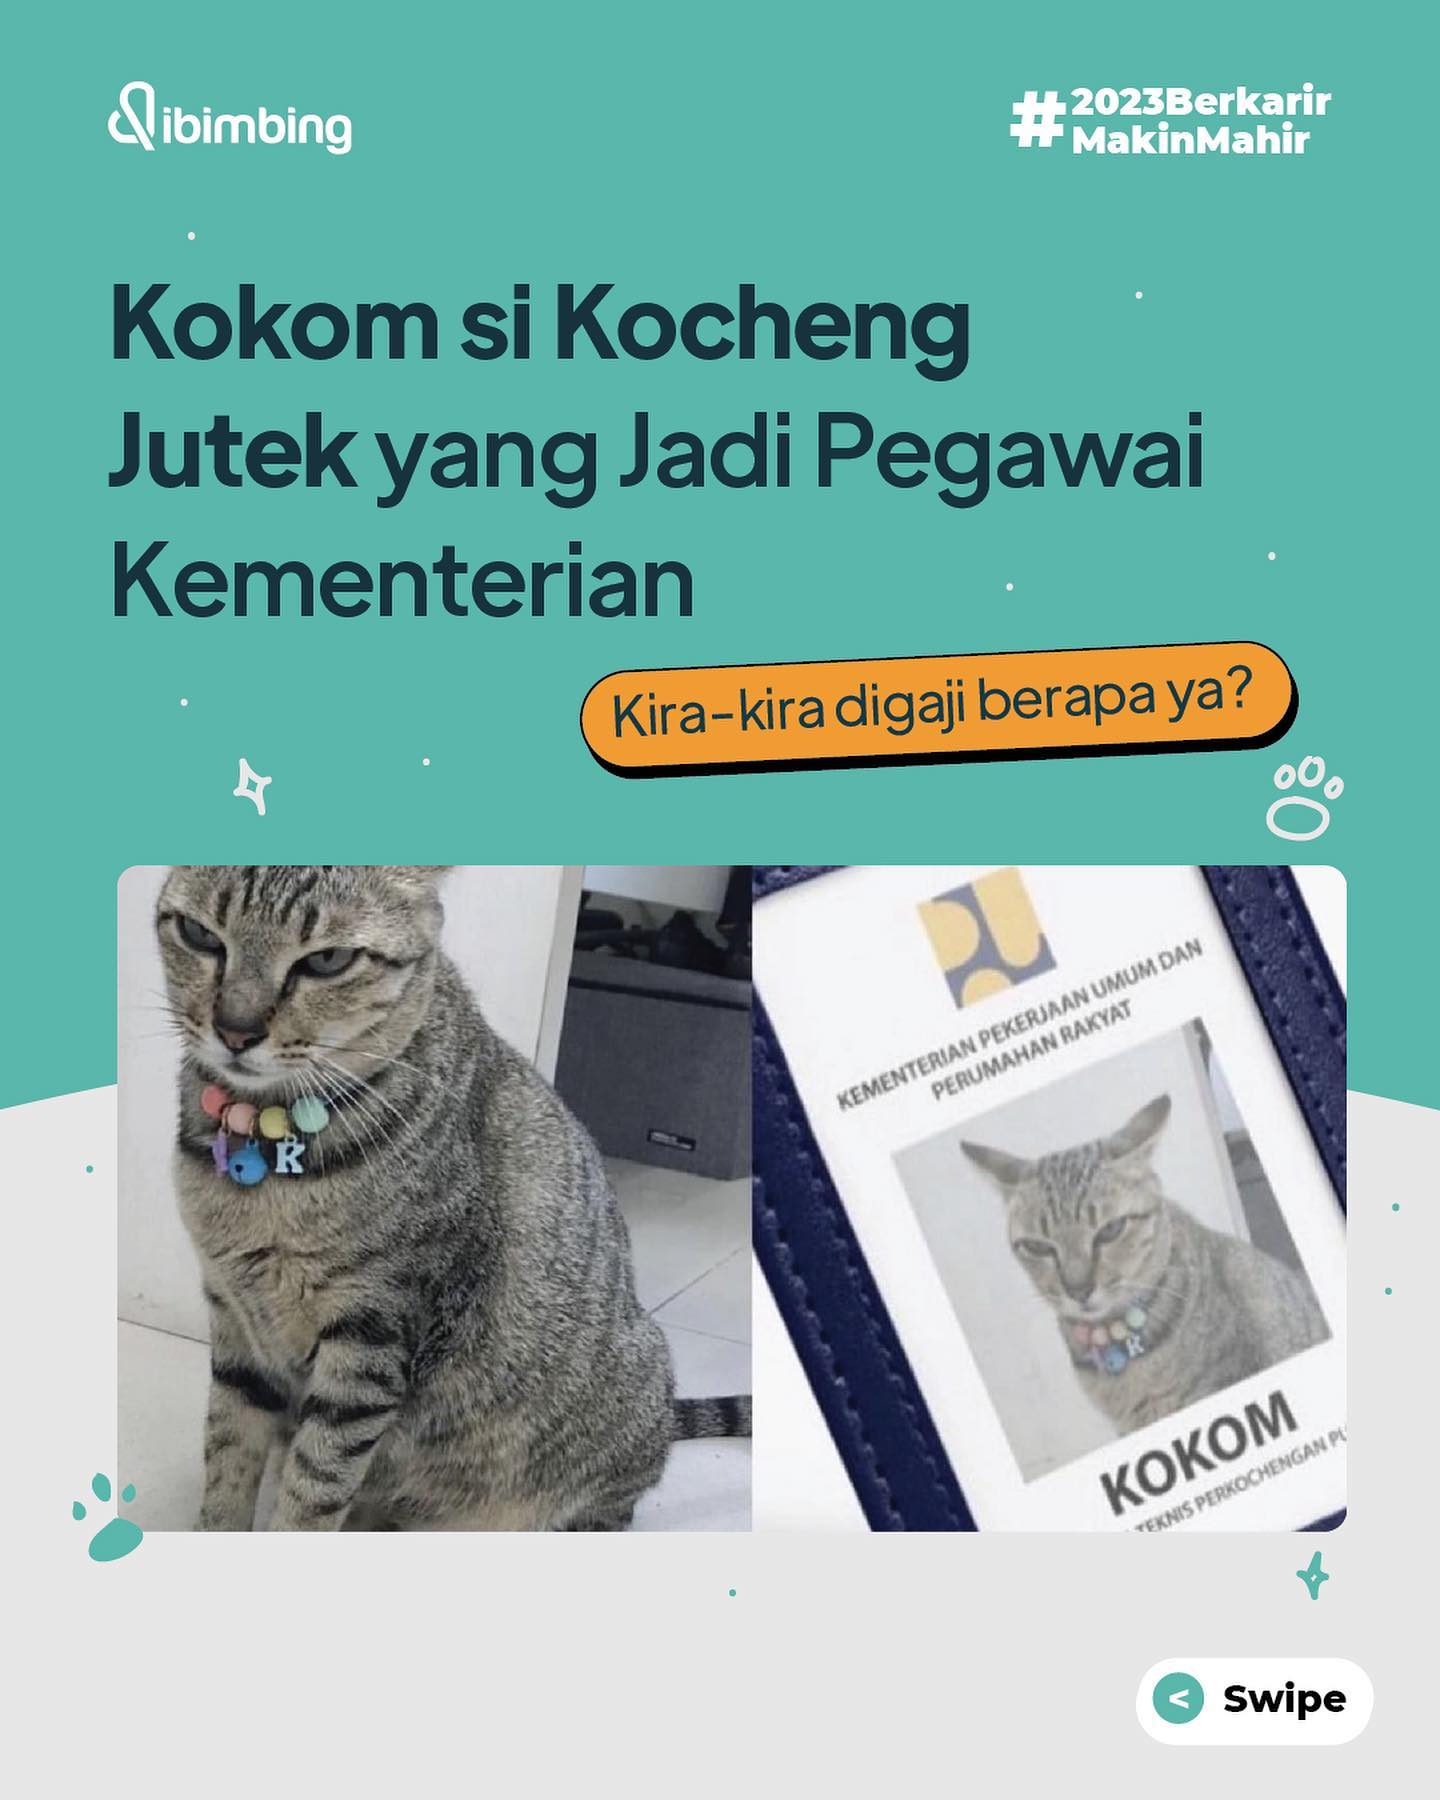 ibimbing
#2023Berkarir
MakinMahir
Kokom si Kocheng
Jutek yang Jadi Pegawai
Kementerian
Kira-kira digaji berapa ya?
K
KEMENTERIAN PEKERJAAN UMUM DAN
PERUMAHAN RAKYAT
K
KOKOM
TEKNIS PERKOCHENGAN PU
< Swipe